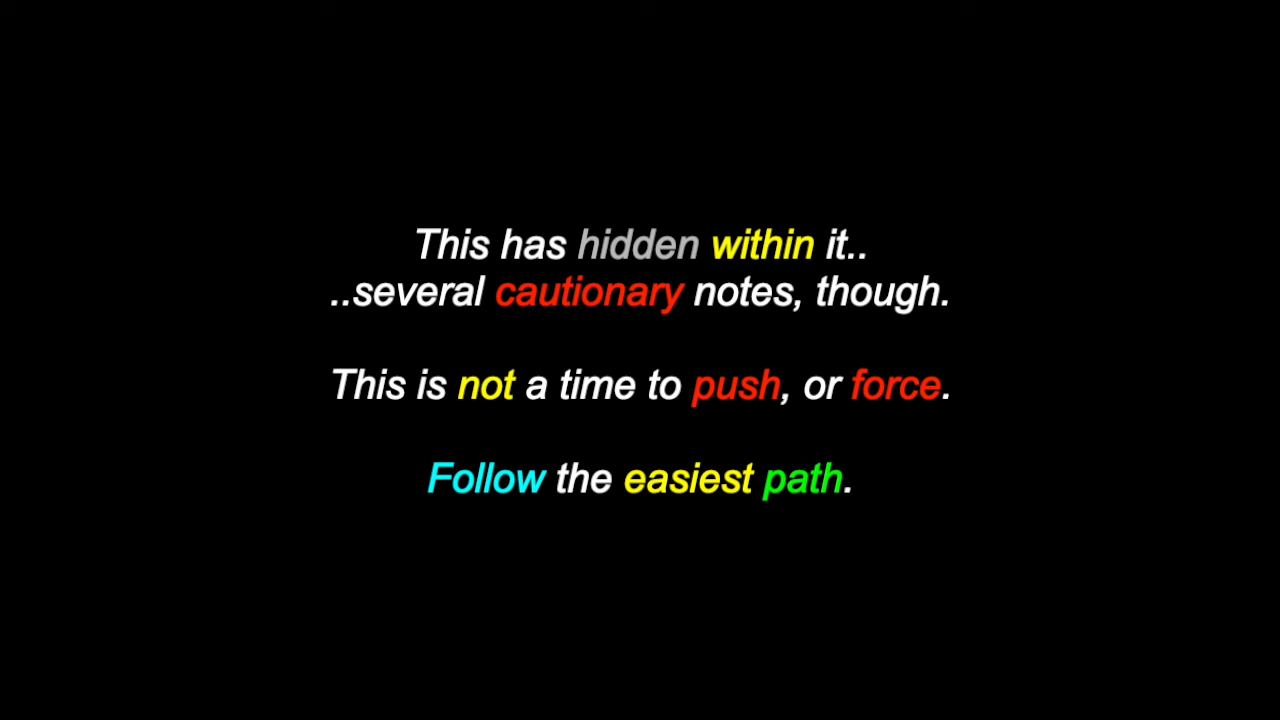 This has hidden within it..
..several cautionary notes, though.
This is not a time to push, or force.
Follow the easiest path.